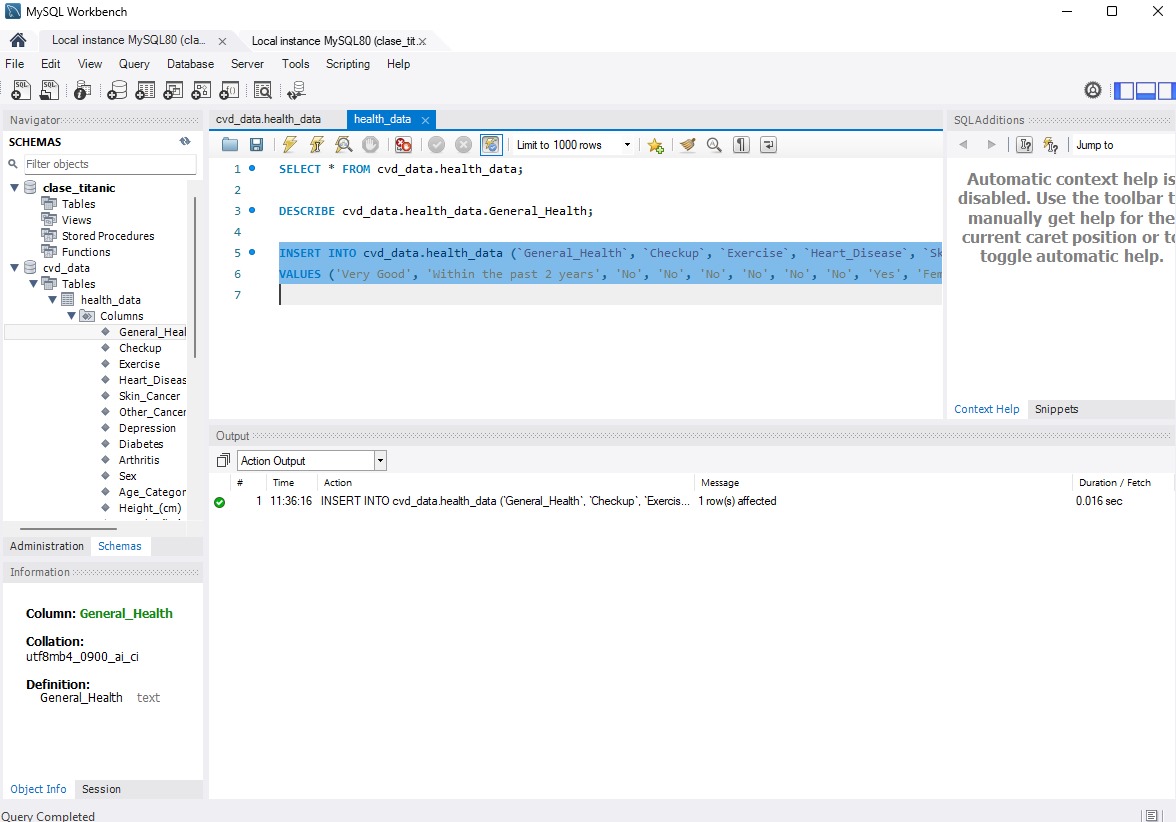 MySQL Workbench
Local instance MySQL80 (cla... Local instance MySQL80 (clase_tit.
File Edit View Query Database Server Tools Scripting Help
Navigator
SCHEMAS
Filter objects
clase_titanic
Tables
Views
Stored Procedures
Functions
cvd_data
Tables
health_data
Columns
General_Heal
Checkup
Exercise
Heart_Diseas
Skin_Cancer
Other_Cancer
Depression
Diabetes
Arthritis
Sex
Age_Categor
Height_(cm)
Administration Schemas
Information
Column: General_Health
Collation:
utf8mb4_0900_ai_ci
Definition:
General_Health text
Object Info Session
Query Completed
cvd_data.health_data health_data
Limit to 1000 rows
1 SELECT * FROM cvd_data.health_data;
2
3 DESCRIBE cvd_data.health_data.General_Health;
4
5 INSERT INTO cvd_data.health_data (`General_Health`, `Checkup`, `Exercise`, `Heart_Disease`, `Sk
6 VALUES ('Very Good', 'Within the past 2 years', 'No', 'No', 'No', 'No', 'No', 'No', 'Yes', 'Fem
7
Output
Action Output
# Time Action Message Duration / Fetch
1 11:36:16 INSERT INTO cvd_data.health_data (`General_Health`, `Checkup`, `Exercis... 1 row(s) affected 0.016 sec
SQLAdditions
Jump to
Automatic context help is
disabled. Use the toolbar t
manually get help for the
current caret position or to
toggle automatic help.
Context Help Snippets